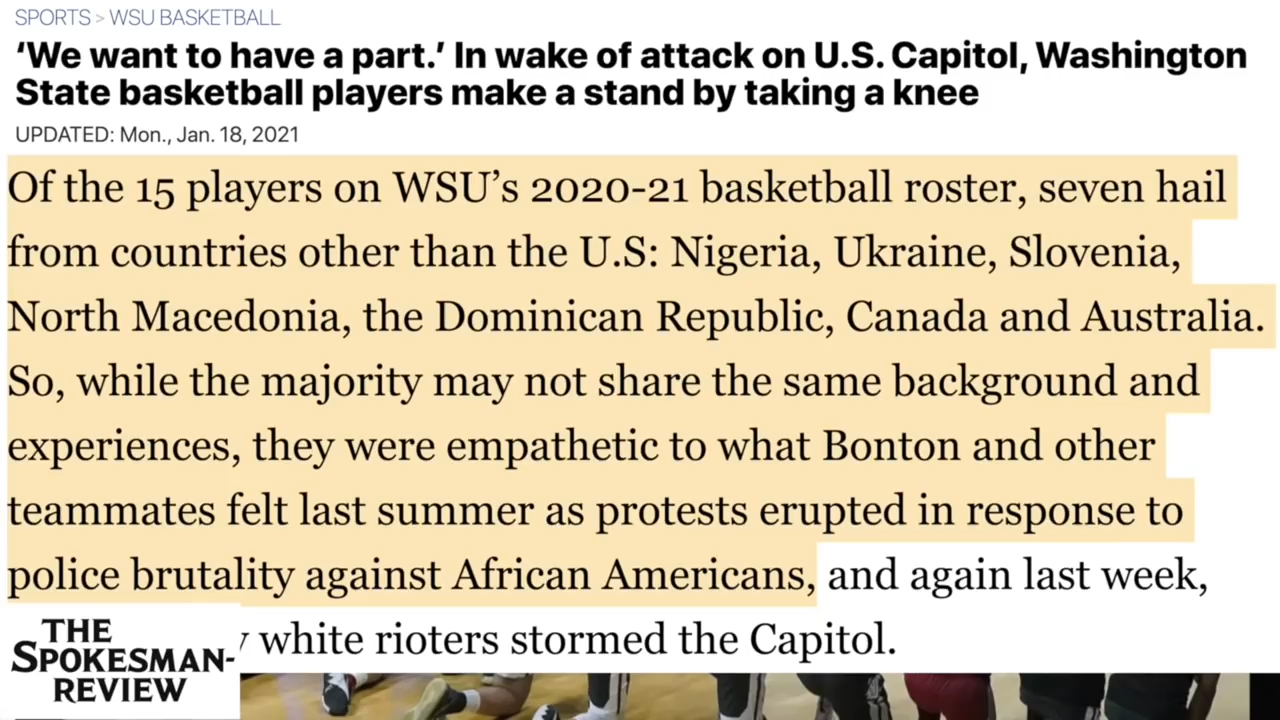 SPORTS > WSU BASKETBALL
‘We want to have a part.’ In wake of attack on U.S. Capitol, Washington
State basketball players make a stand by taking a knee
UPDATED: Mon., Jan. 18, 2021
Of the 15 players on WSU’s 2020-21 basketball roster, seven hail
from countries other than the U.S: Nigeria, Ukraine, Slovenia,
North Macedonia, the Dominican Republic, Canada and Australia.
So, while the majority may not share the same background and
experiences, they were empathetic to what Bonton and other
teammates felt last summer as protests erupted in response to
police brutality against African Americans, and again last week,
white rioters stormed the Capitol.
THE
SPOKESMAN-
REVIEW